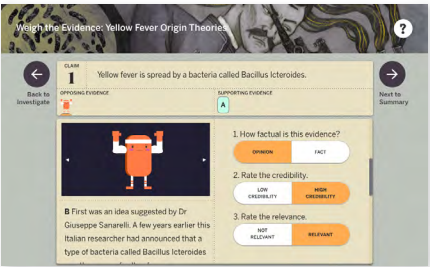 Weigh the Evidence: Yellow Fever Origin Theories
?
CLAIM
1
Yellow fever is spread by a bacteria called Bacillus Icteroides.
Back to
Investigate
Next to
Summary
OPPOSING EVIDENCE
SUPPORTING EVIDENCE
A
B First was an idea suggested by Dr
Giuseppe Sanarelli. A few years earlier this
Italian researcher had announced that a
type of bacteria called Bacillus Icteroides
1. How factual is this evidence?
OPINION
FACT
2. Rate the credibility.
LOW
CREDIBILITY
HIGH
CREDIBILITY
3. Rate the relevance.
NOT
RELEVANT
RELEVANT